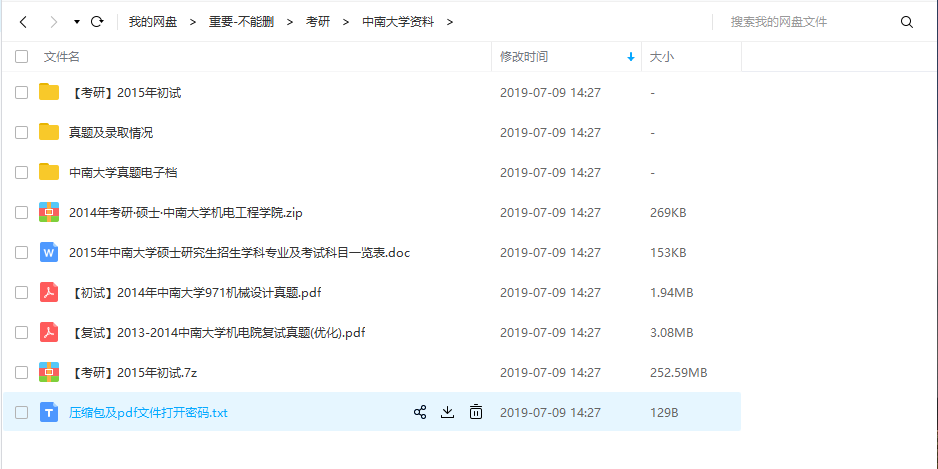 我的网盘 > 重要-不能删 > 考研 > 中南大学资料 > 搜索我的网盘文件
文件名 修改时间 大小
【考研】2015年初试 2019-07-09 14:27 -
真题及录取情况 2019-07-09 14:27 -
中南大学真题电子档 2019-07-09 14:27 -
2014年考研·硕士·中南大学机电工程学院.zip 2019-07-09 14:27 269KB
W 2015年中南大学硕士研究生招生学科专业及考试科目一览表.doc 2019-07-09 14:27 153KB
【初试】2014年中南大学971机械设计真题.pdf 2019-07-09 14:27 1.94MB
【复试】2013-2014中南大学机电院复试真题(优化).pdf 2019-07-09 14:27 3.08MB
【考研】2015年初试.7z 2019-07-09 14:27 252.59MB
T 压缩包及pdf文件打开密码.txt 2019-07-09 14:27 129B